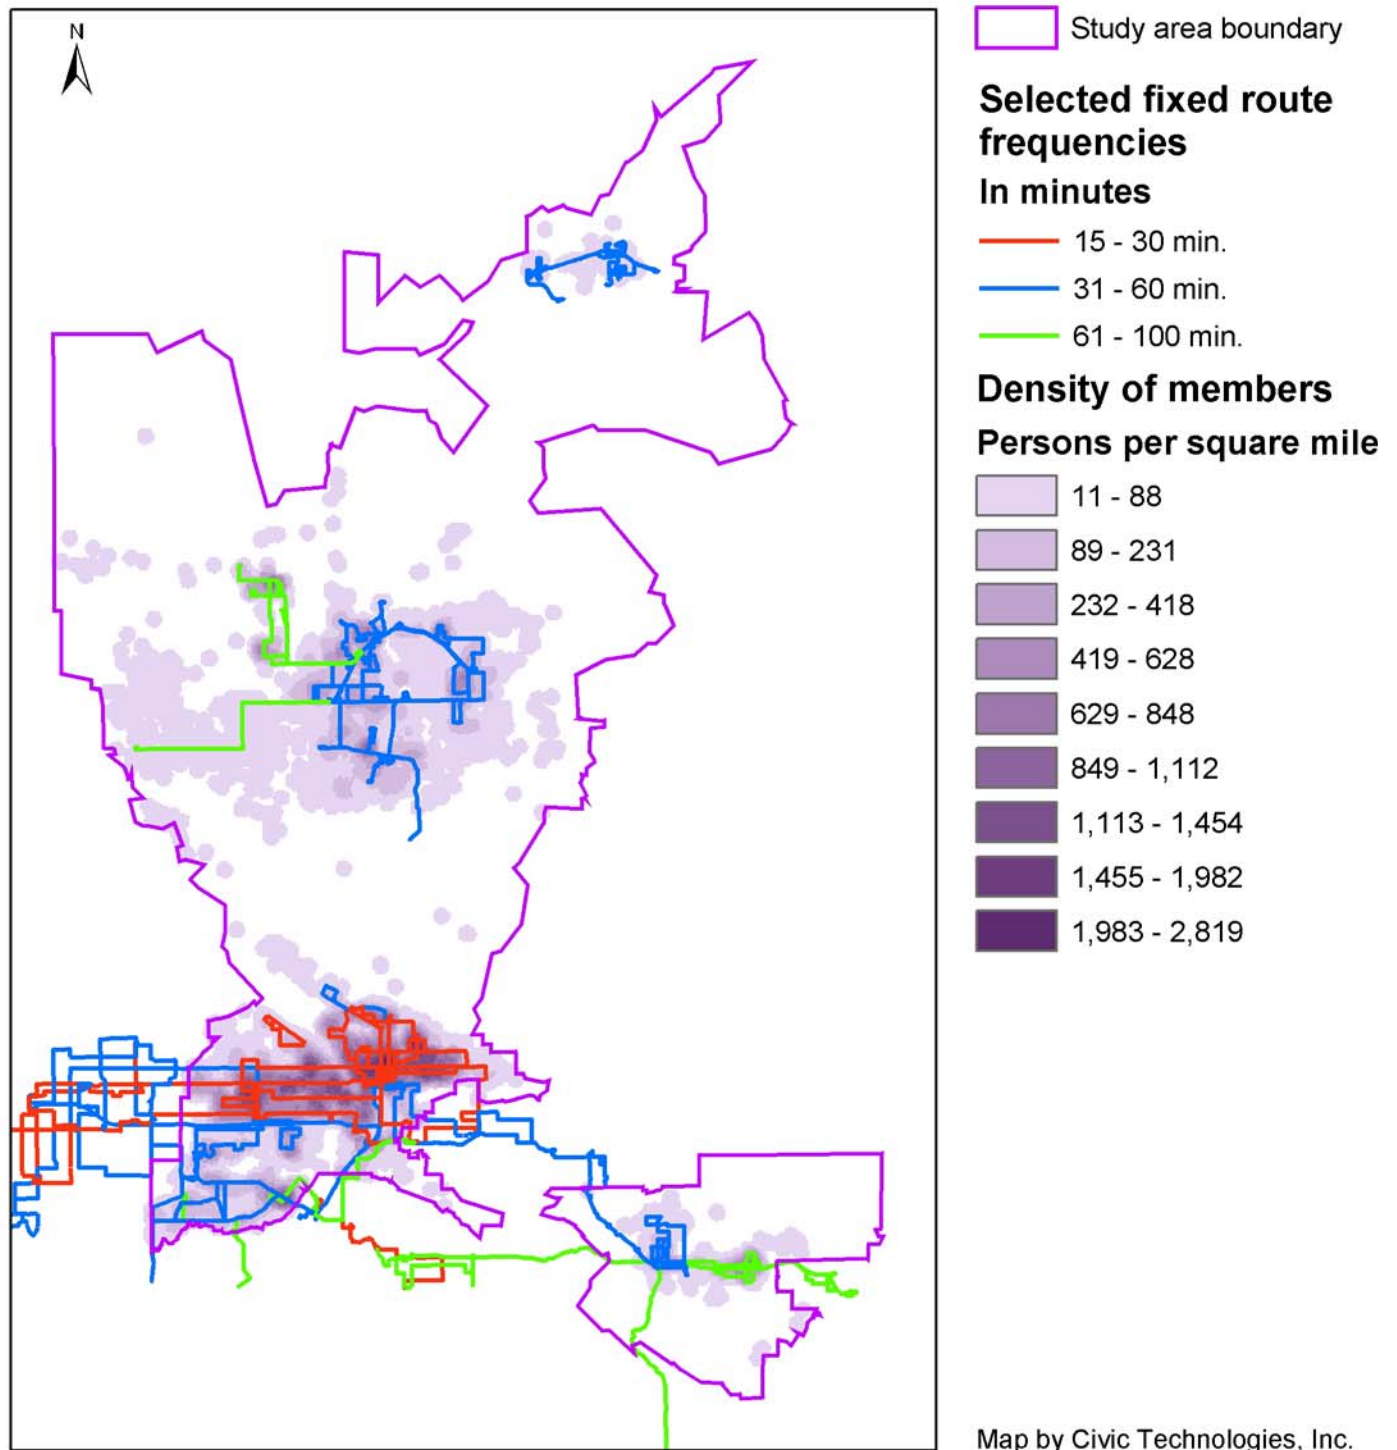 N
Study area boundary
Selected fixed route
frequencies
In minutes
15 - 30 min.
31 - 60 min.
61 - 100 min.
Density of members
Persons per square mile
11 - 88
89 - 231
232 - 418
419 - 628
629 - 848
849 - 1,112
1,113 - 1,454
1,455 - 1,982
1,983 - 2,819
Map by Civic Technologies, Inc.